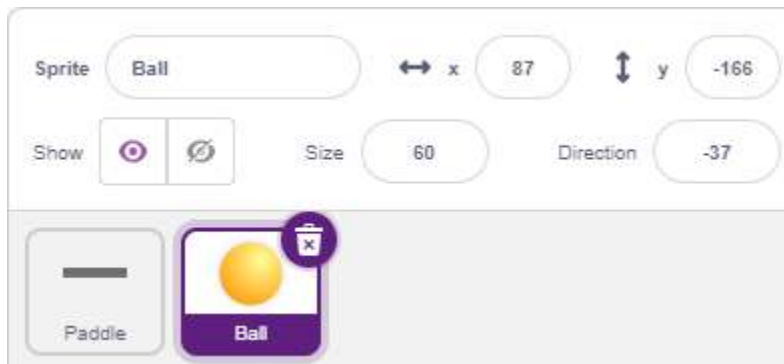 Sprite Ball x 87 y -166
Show Size 60 Direction -37
Paddle Ball